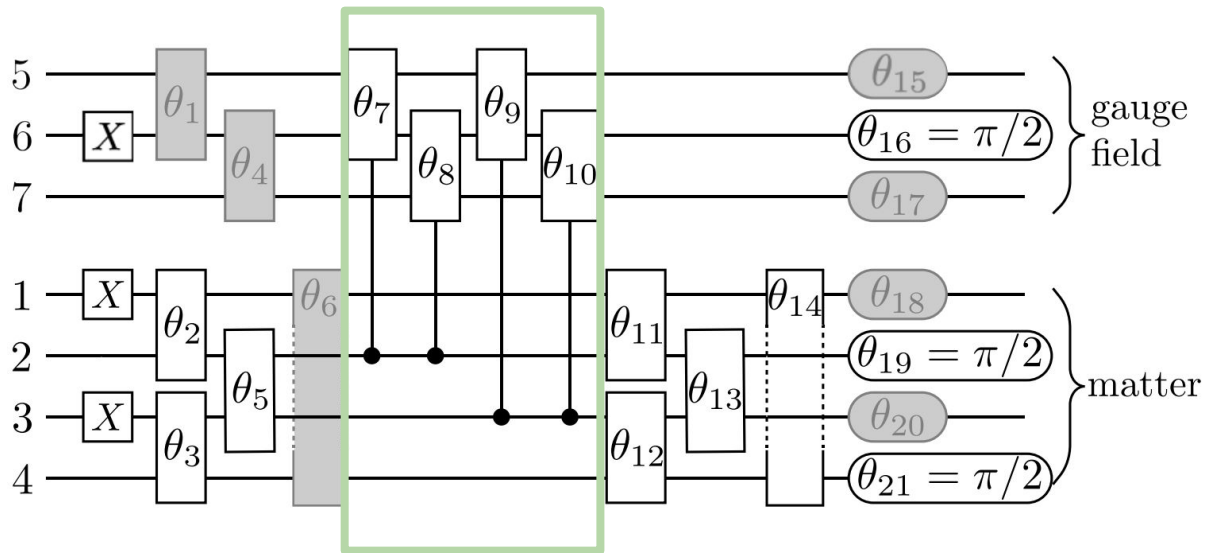 5
θ₁
θ₇
θ₉
θ₁₅
6
X
θ₄
θ₈
θ₁₀
θ₁₆ = π/2
gauge
field
7
θ₁₇
1
X
θ₂
θ₆
θ₁₁
θ₁₄
θ₁₈
2
θ₅
θ₁₃
θ₁₉ = π/2
matter
3
X
θ₃
θ₁₂
θ₂₀
4
θ₂₁ = π/2